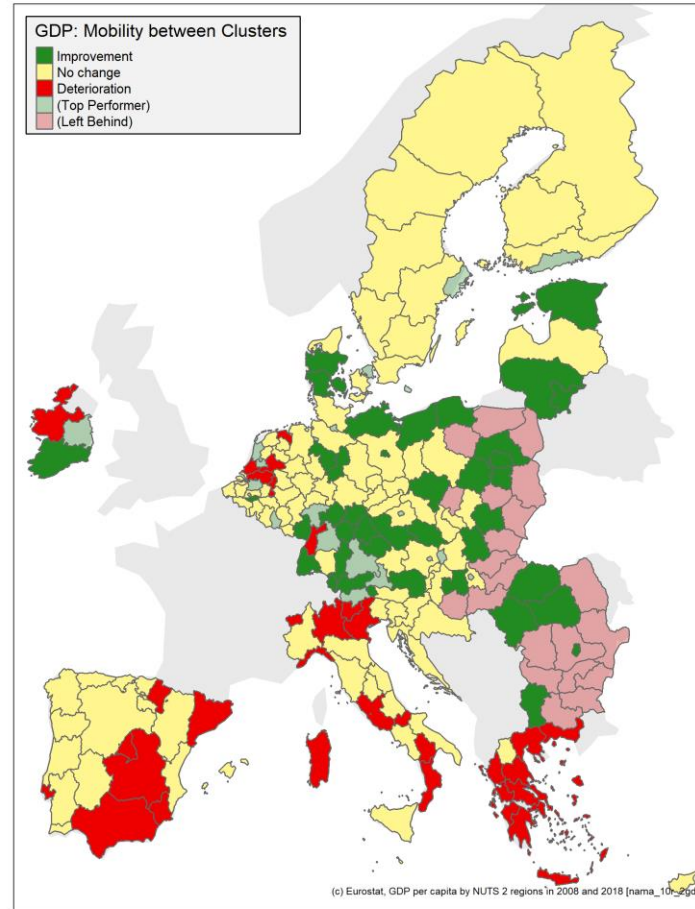 GDP: Mobility between Clusters
Improvement
No change
Deterioration
(Top Performer)
(Left Behind)
(c) Eurostat, GDP per capita by NUTS 2 regions in 2008 and 2018